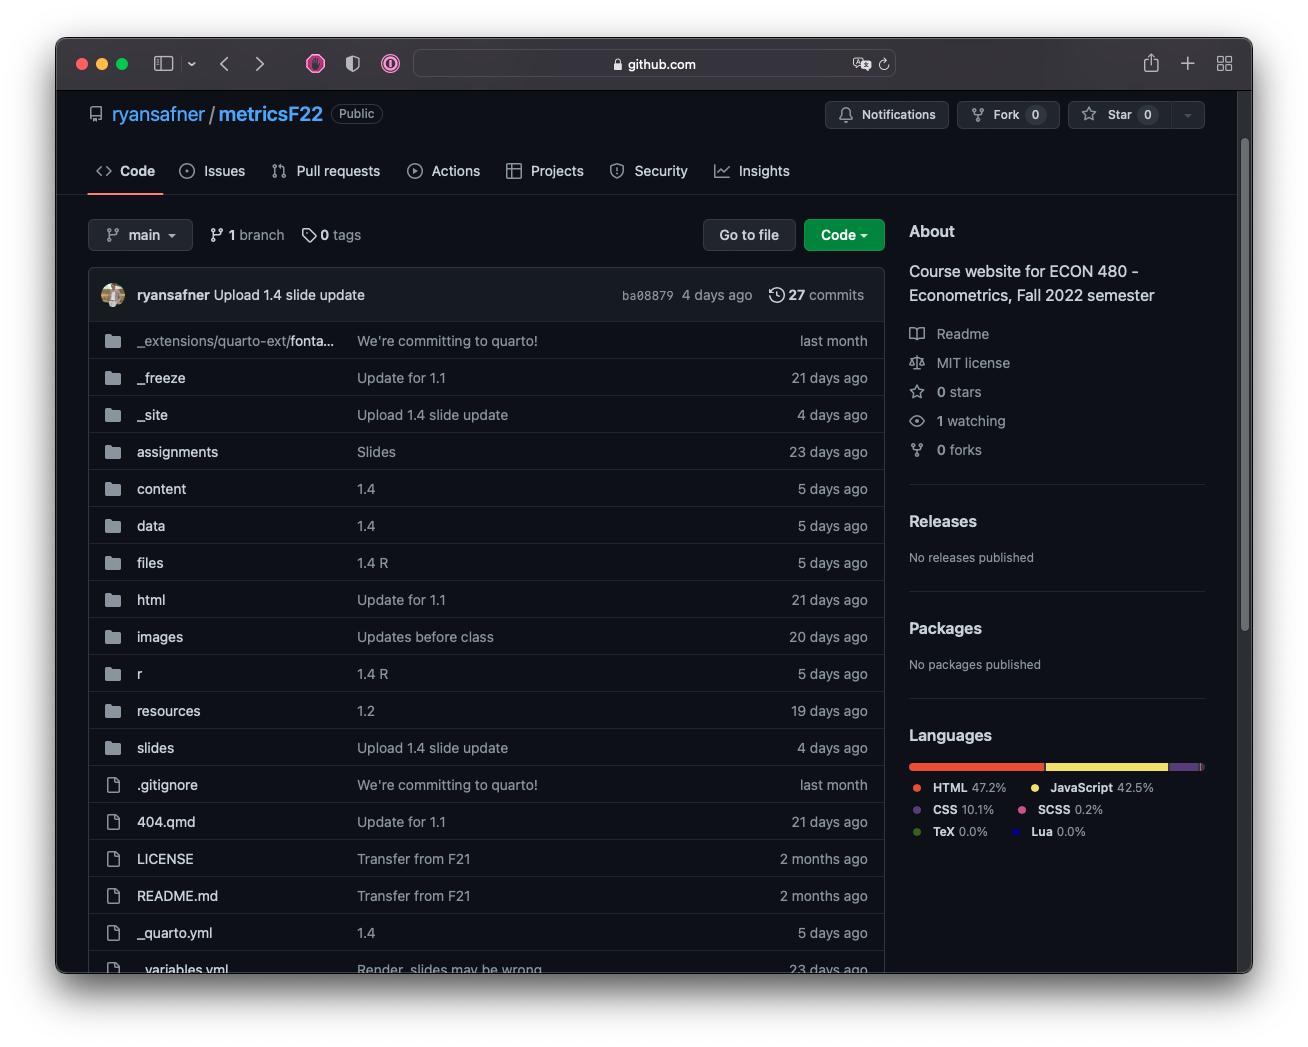 github.com
ryansafner / metricsF22 Public
Notifications Fork 0 Star 0
Code Issues Pull requests Actions Projects Security Insights
main 1 branch 0 tags Go to file Code
ryansafner Upload 1.4 slide update ba08879 4 days ago 27 commits
_extensions/quarto-ext/fonta... We're committing to quarto! last month
_freeze Update for 1.1 21 days ago
_site Upload 1.4 slide update 4 days ago
assignments Slides 23 days ago
content 1.4 5 days ago
data 1.4 5 days ago
files 1.4 R 5 days ago
html Update for 1.1 21 days ago
images Updates before class 20 days ago
r 1.4 R 5 days ago
resources 1.2 19 days ago
slides Upload 1.4 slide update 4 days ago
.gitignore We're committing to quarto! last month
404.qmd Update for 1.1 21 days ago
LICENSE Transfer from F21 2 months ago
README.md Transfer from F21 2 months ago
_quarto.yml 1.4 5 days ago
_variables.yml Render, slides may be wrong 23 days ago
About
Course website for ECON 480 -
Econometrics, Fall 2022 semester
Readme
MIT license
0 stars
1 watching
0 forks
Releases
No releases published
Packages
No packages published
Languages
HTML 47.2% JavaScript 42.5%
CSS 10.1% SCSS 0.2%
TeX 0.0% Lua 0.0%